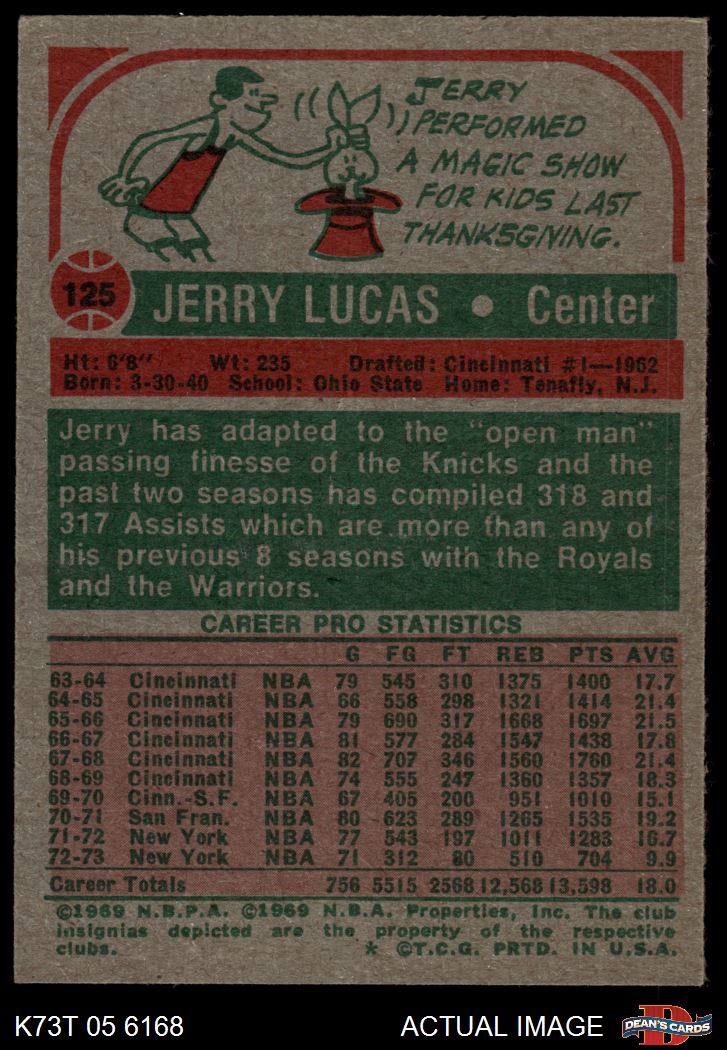 JERRY
PERFORMED
A MAGIC SHOW
FOR KIDS LAST
THANKSGIVING.
125 JERRY LUCAS • Center
Ht: 6'8" Wt: 235 Drafted: Cincinnati #1—1962
Born: 3-30-40 School: Ohio State Home: Tenafly, N.J.
Jerry has adapted to the "open man"
passing finesse of the Knicks and the
past two seasons has compiled 318 and
317 Assists which are more than any of
his previous 8 seasons with the Royals
and the Warriors.
CAREER PRO STATISTICS
G FG FT REB PTS AVG
63-64 Cincinnati NBA 79 545 310 1375 1400 17.7
64-65 Cincinnati NBA 66 558 298 1321 1414 21.4
65-66 Cincinnati NBA 79 690 317 1668 1697 21.5
66-67 Cincinnati NBA 81 577 284 1547 1438 17.8
67-68 Cincinnati NBA 82 707 346 1560 1760 21.4
68-69 Cincinnati NBA 74 555 247 1360 1357 18.3
69-70 Cinn.-S.F. NBA 67 405 200 951 1010 15.1
70-71 San Fran. NBA 80 623 289 1265 1535 19.2
71-72 New York NBA 77 543 197 1011 1283 16.7
72-73 New York NBA 71 312 80 510 704 9.9
Career Totals 756 5515 2568 12,568 13,598 18.0
©1969 N.B.P.A. ©1969 N.B.A. Properties, Inc. The club
insignias depicted are the property of the respective
clubs. * ©T.C.G. PRTD. IN U.S.A.
K73T 05 6168 ACTUAL IMAGE DEAN'S CARDS